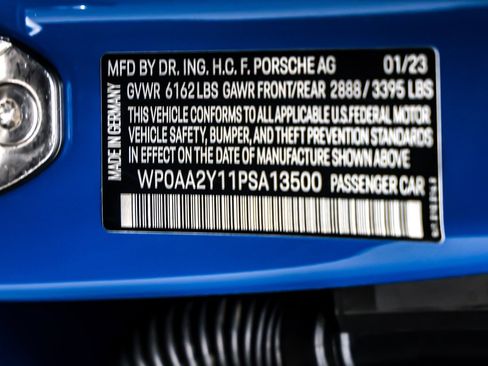 MFD BY DR. ING. H.C. F. PORSCHE AG 01/23
GVWR 6162 LBS GAWR FRONT/REAR 2888 / 3395 LBS
THIS VEHICLE CONFORMS TO ALL APPLICABLE U.S. FEDERAL MOTOR
VEHICLE SAFETY, BUMPER, AND THEFT PREVENTION STANDARDS
IN EFFECT ON THE DATE OF MANUFACTURE SHOWN ABOVE
WP0AA2Y11PSA13500 PASSENGER CAR
MADE IN GERMANY